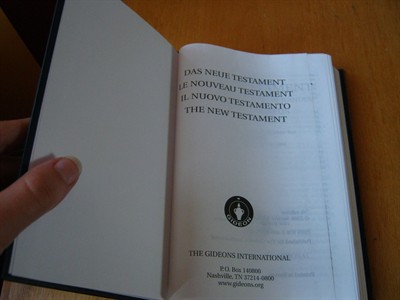 DAS NEUE TESTAMENT
LE NOUVEAU TESTAMENT
IL NUOVO TESTAMENTO
THE NEW TESTAMENT
GIDEON
THE GIDEONS INTERNATIONAL
P.O. Box 140800
Nashville, TN 37214-0800
www.gideons.org